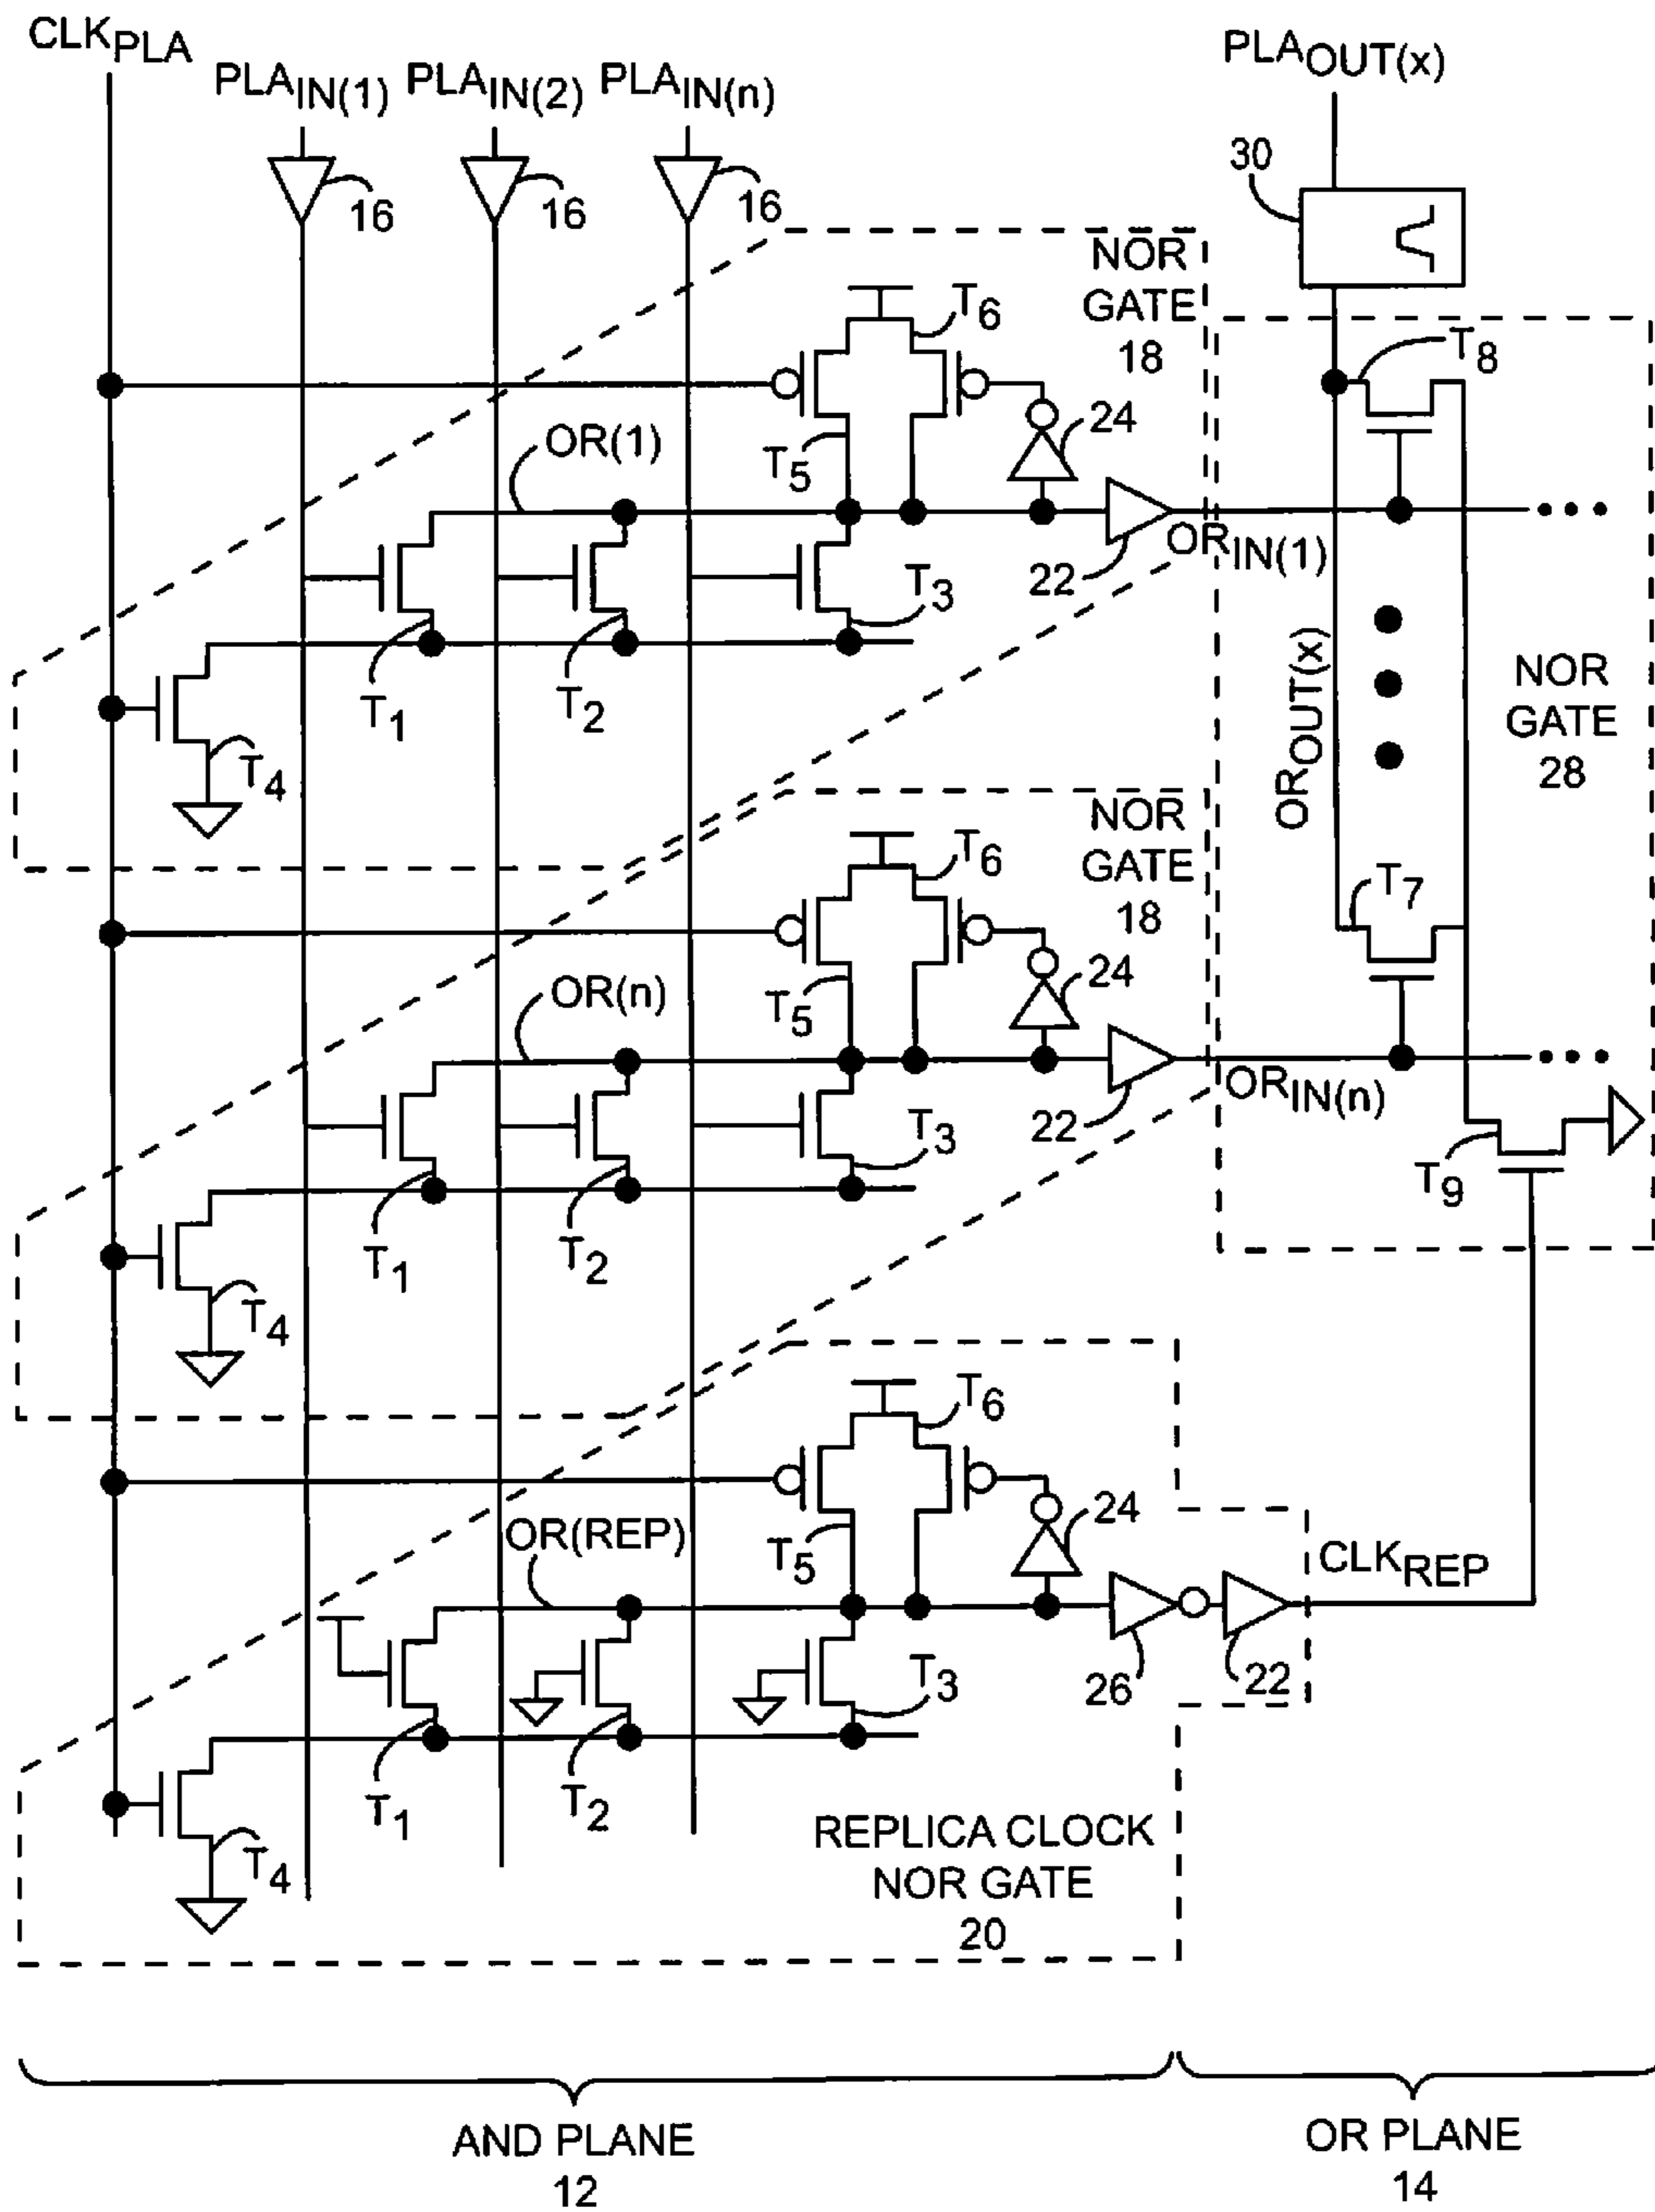 CLKPLA
PLAIN(1) PLAIN(2) PLAIN(n)
PLAOUT(x)
16 16 16
30
NOR
GATE
18
T6
T8
OR(1)
T5
24
22
ORIN(1)
T3
T1
T2
T4
OROUT(x)
NOR
GATE
28
NOR
GATE
18
T6
T7
OR(n)
T5
24
22
ORIN(n)
T3
T9
T1
T2
T4
T6
OR(REP)
T5
24
CLKREP
T3
26
22
T1
T2
T4
REPLICA CLOCK
NOR GATE
20
AND PLANE
12
OR PLANE
14